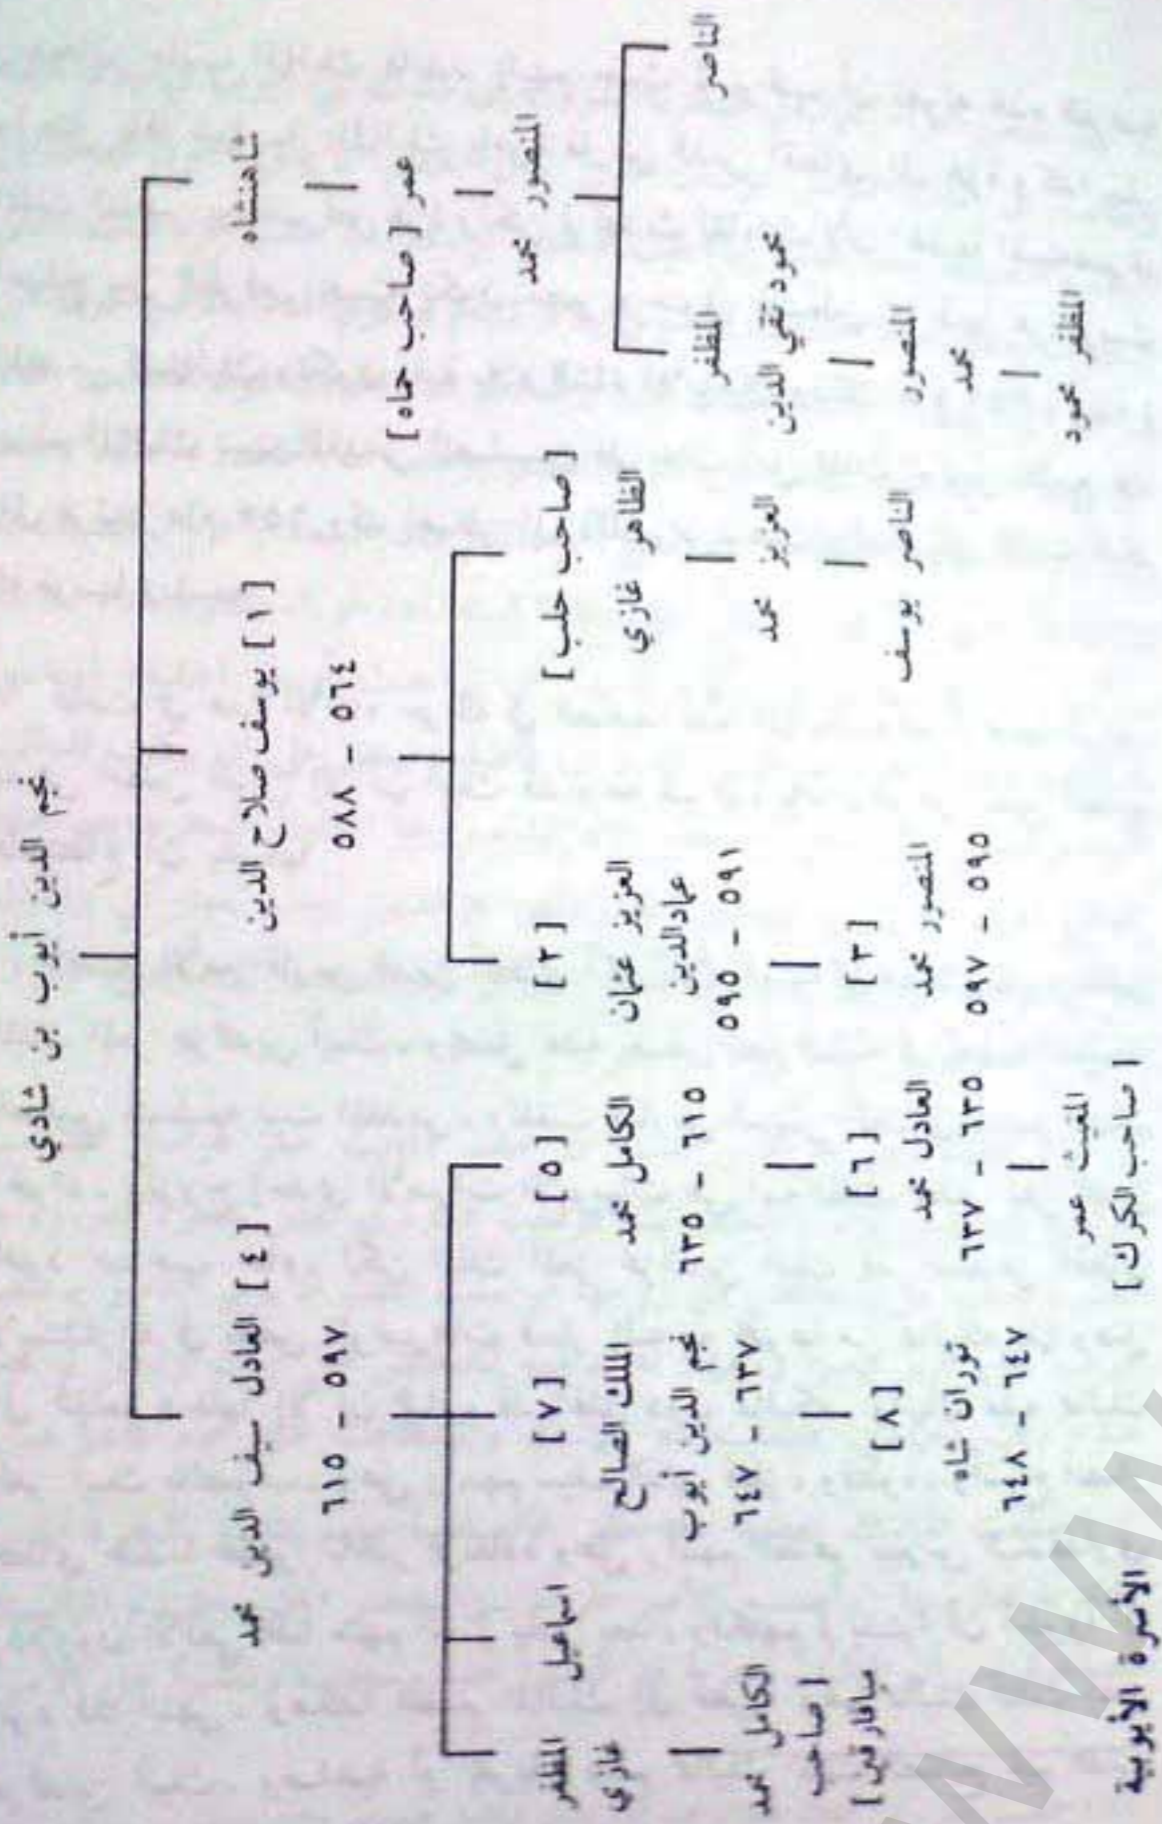 نجم الدين أيوب بن شادي
شاهنشاه
[ ١ ] يوسف صلاح الدين
٥٦٤ - ٥٨٨
[ ٤ ] العادل سيف الدين محمد
٥٩٧ - ٦١٥
عمر [ صاحب حماه ]
المنصور محمد
الناصر
المظفر
محمود تقي الدين
المنصور
محمد
المظفر محمود
[ صاحب حلب ]
الظاهر غازي
العزيز محمد
الناصر يوسف
[ ٢ ]
العزيز عثمان
عمادالدين
٥٩١ - ٥٩٥
[ ٣ ]
المنصور محمد
٥٩٥ - ٥٩٧
[ ٥ ]
الكامل محمد
٦١٥ - ٦٣٥
[ ٦ ]
العادل محمد
٦٣٥ - ٦٣٧
المغيث عمر
[ صاحب الكرك ]
[ ٧ ]
الملك الصالح
نجم الدين أيوب
٦٣٧ - ٦٤٧
[ ٨ ]
توران شاه
٦٤٧ - ٦٤٨
اسماعيل
المظفر
غازي
الكامل محمد
[ صاحب
ميافارقين ]
الأسرة الأيوبية
www